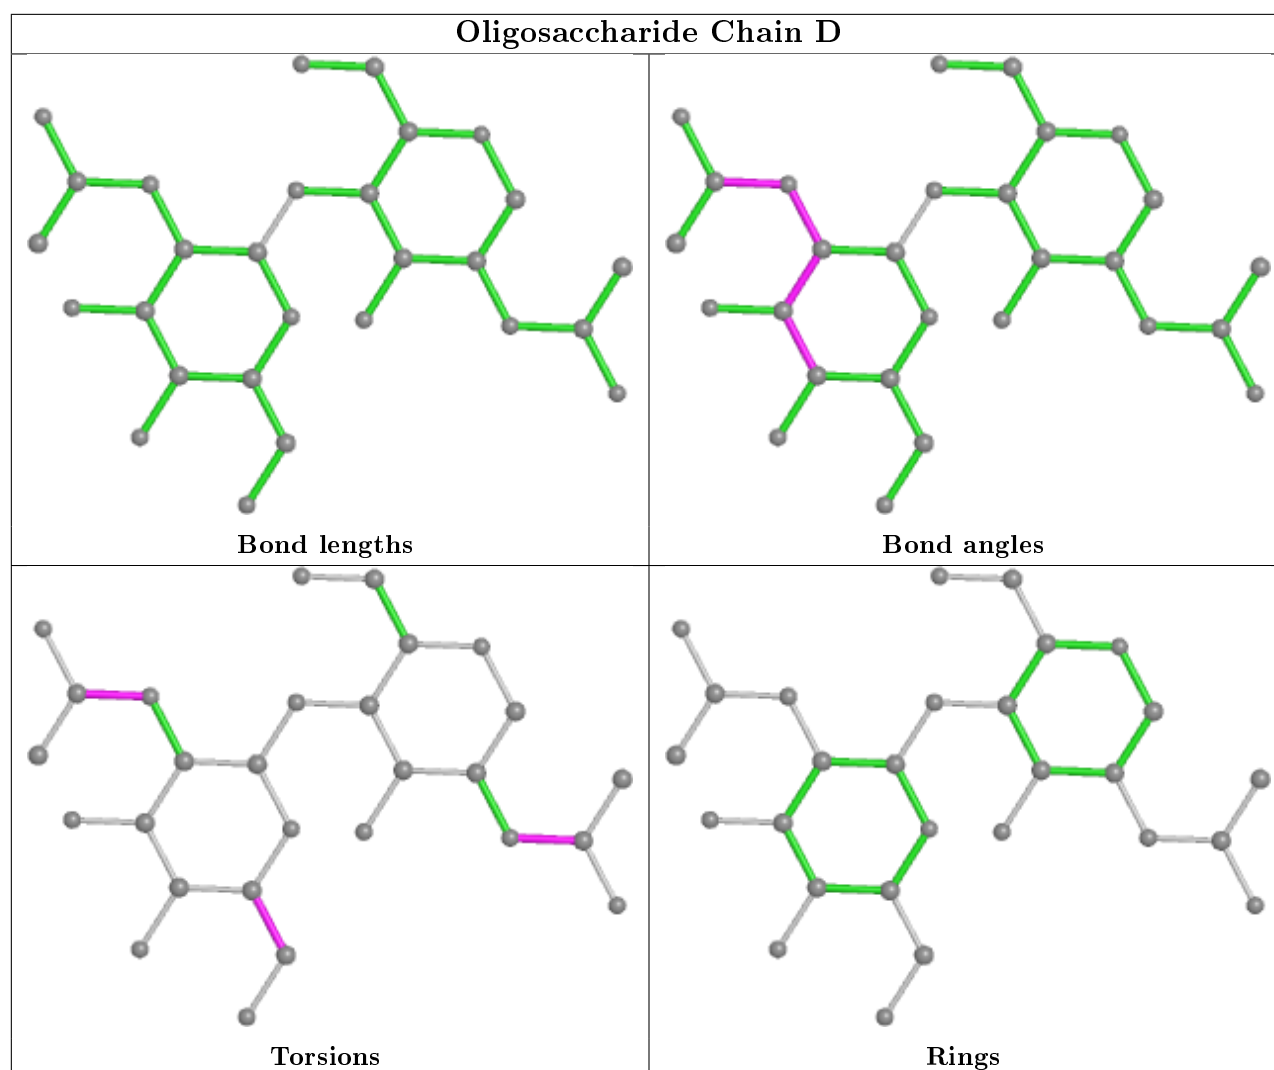 Oligosaccharide Chain D
Bond lengths
Bond angles
Torsions
Rings